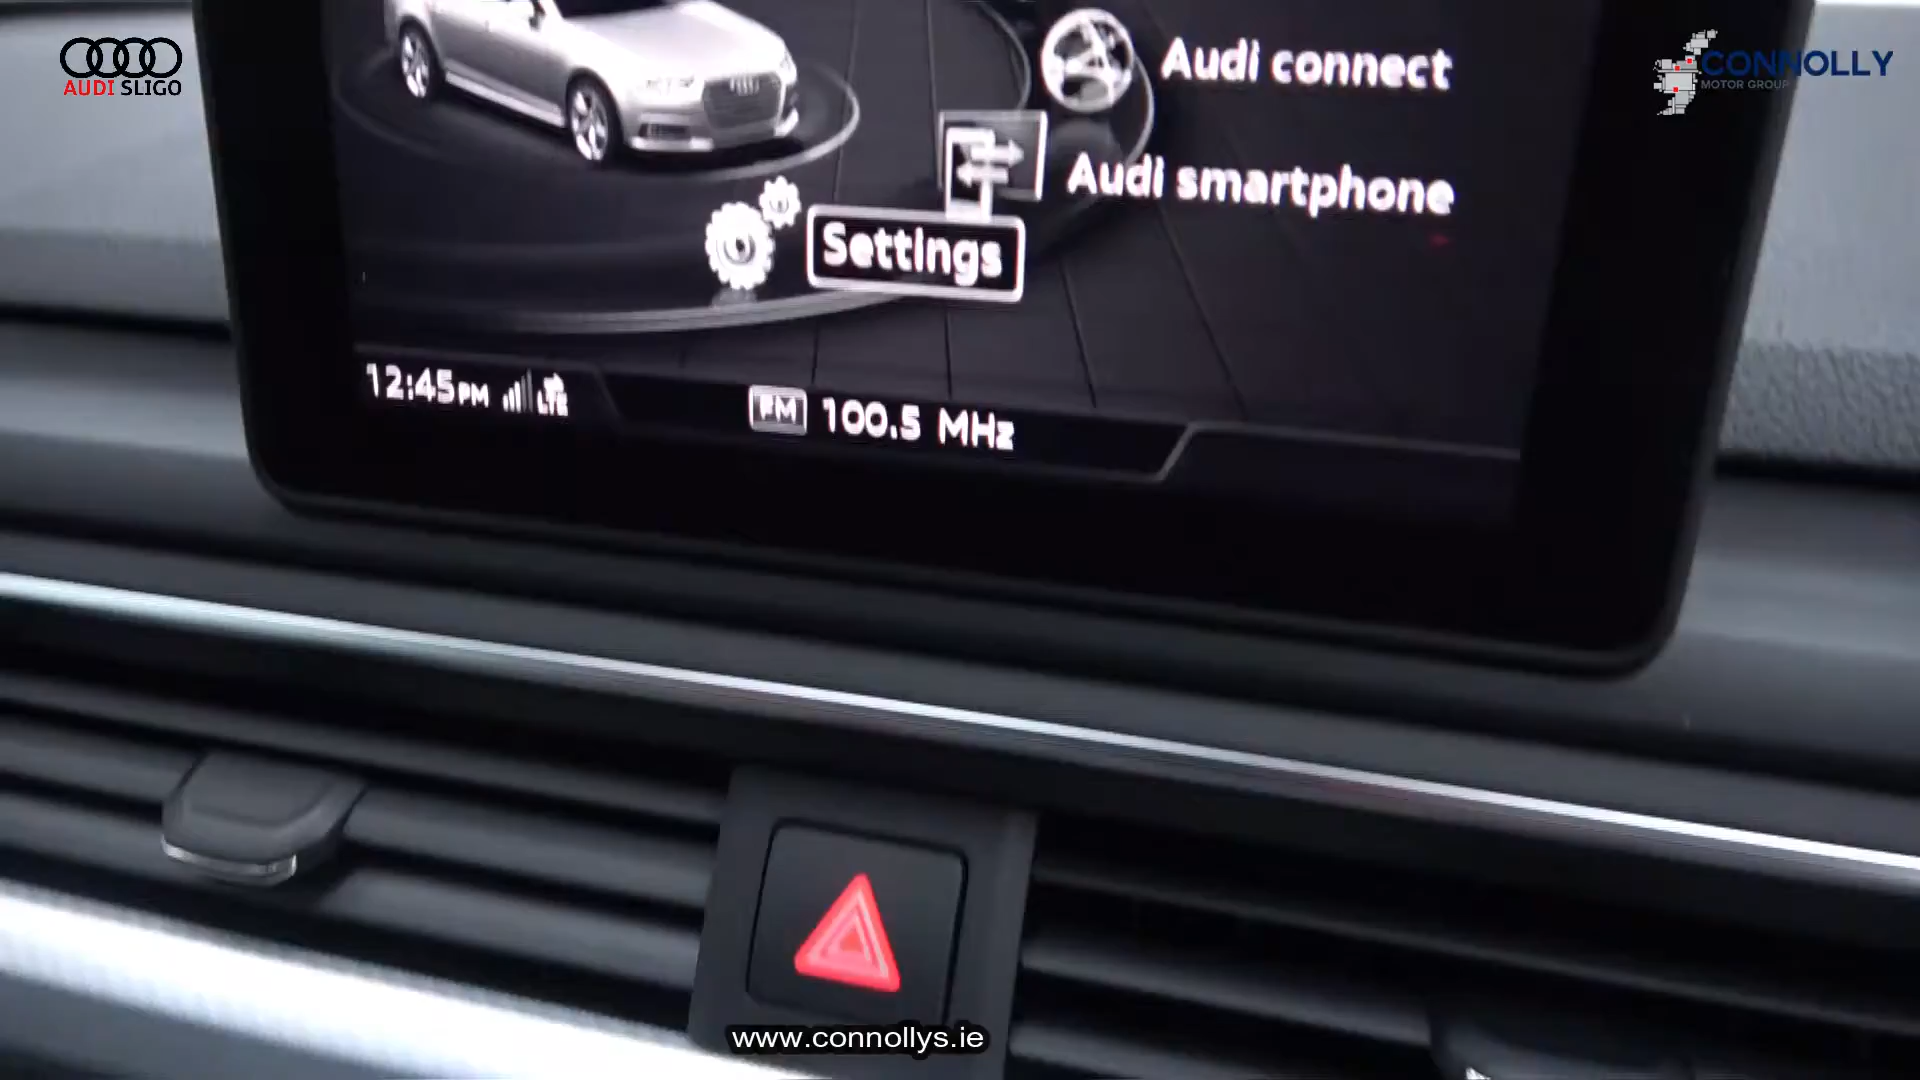 AUDI SLIGO
CONNOLLY
MOTOR GROUP
Audi connect
Audi smartphone
Settings
12:45PM LTE
FM 100.5 MHz
www.connollys.ie